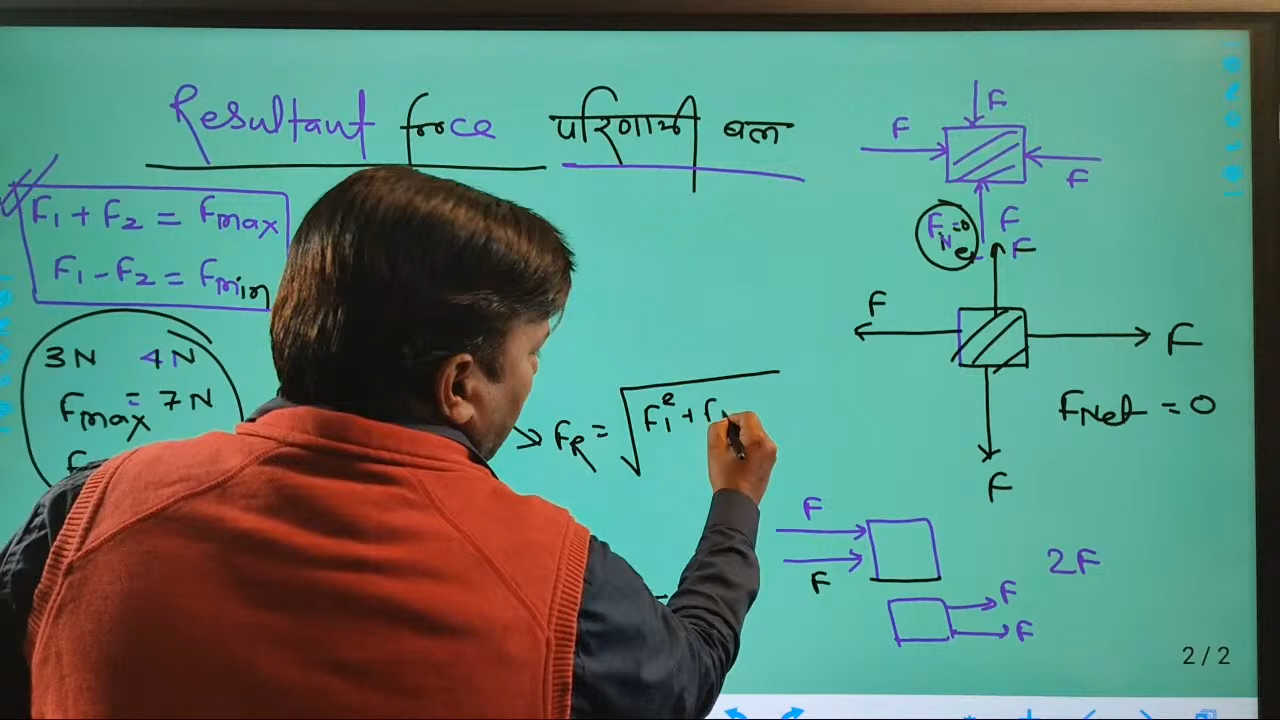 Resultant force परिणामी बल
F₁ + F₂ = Fmax
F₁ - F₂ = Fmin
3N 4N
Fmax = 7N
F
→ FR = √F₁² + F
F
F
F
F
FN = 0
F
F
F
F
FNet = 0
F
F
2F
F
F
2/2